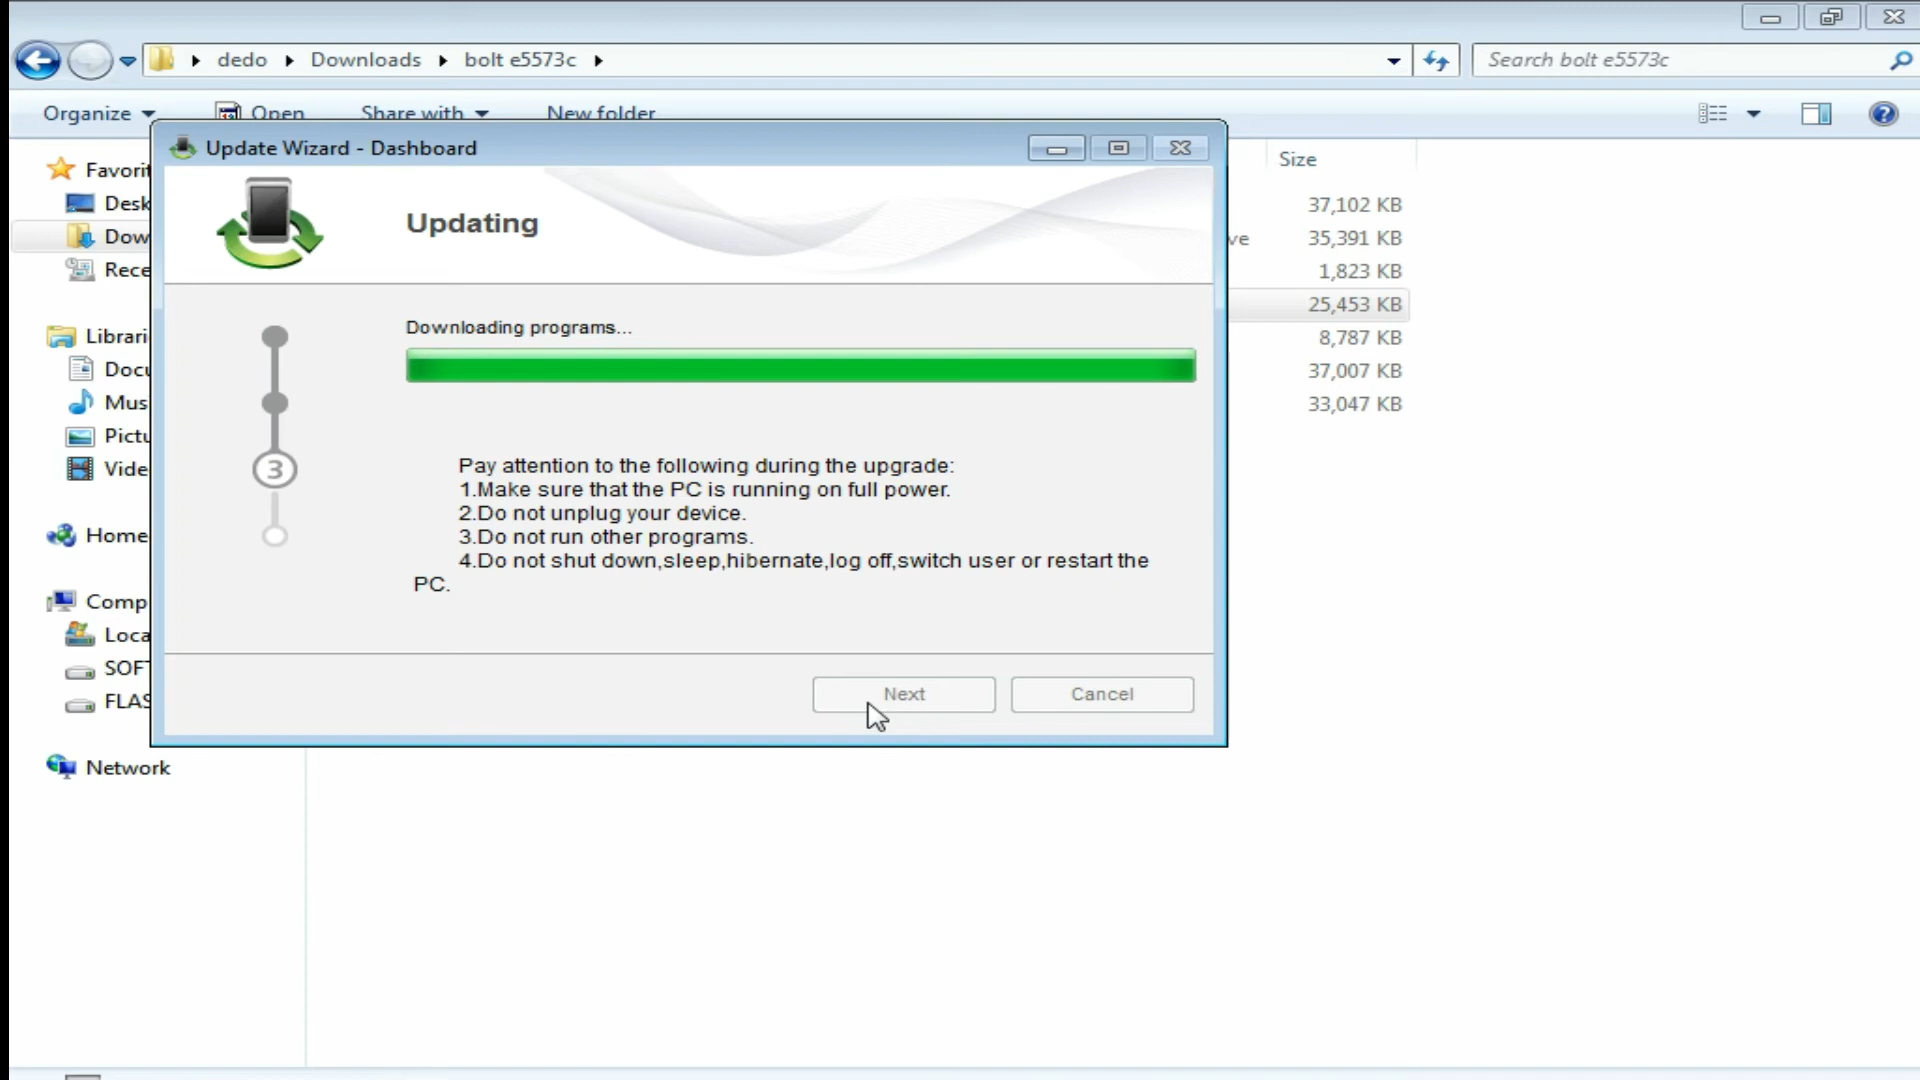 dedo Downloads bolt e5573c
Search bolt e5573c
Organize Open Share with New folder
Update Wizard - Dashboard
Size
Updating
37,102 KB
35,391 KB
1,823 KB
25,453 KB
8,787 KB
37,007 KB
33,047 KB
Favorit
Desk
Dow
Rece
Librari
Docu
Mus
Pictu
Vide
Home
Comp
Loca
SOFT
FLAS
Network
Downloading programs...
3
Pay attention to the following during the upgrade:
1.Make sure that the PC is running on full power.
2.Do not unplug your device.
3.Do not run other programs.
4.Do not shut down,sleep,hibernate,log off,switch user or restart the
PC.
Next Cancel